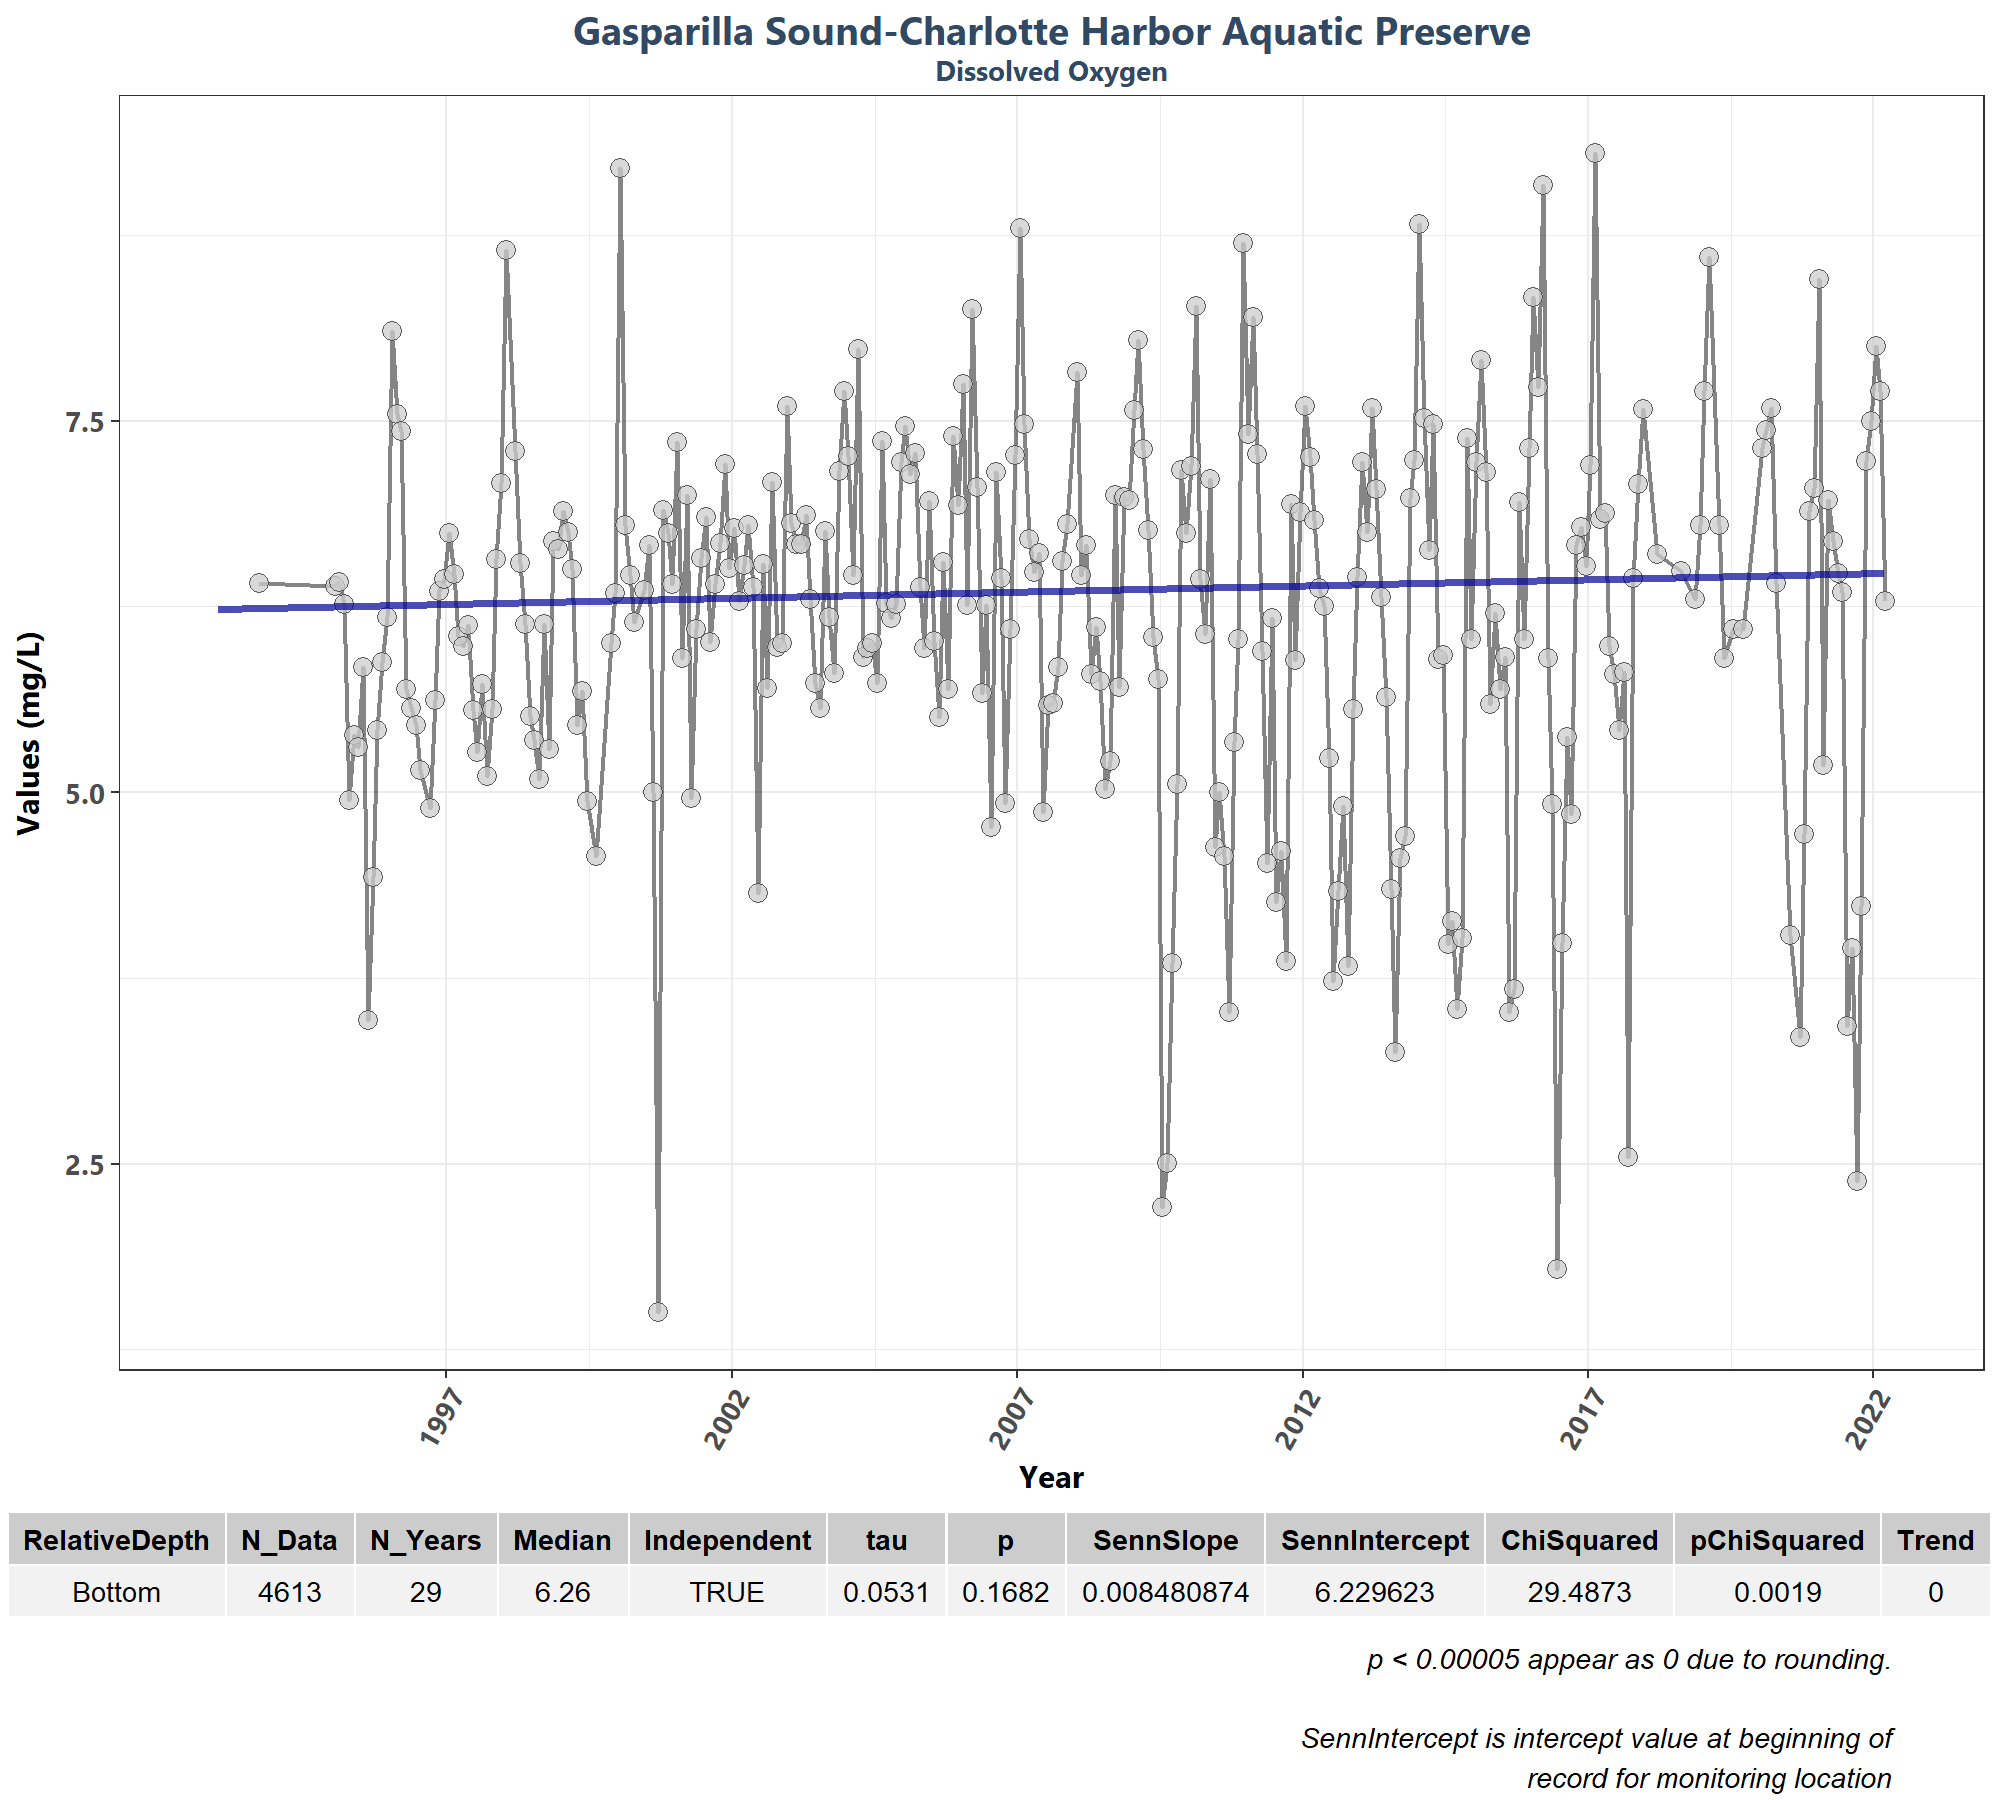 Gasparilla Sound-Charlotte Harbor Aquatic Preserve
Dissolved Oxygen
Values (mg/L)
7.5
5.0
2.5
1997 2002 2007 2012 2017 2022
Year
RelativeDepth N_Data N_Years Median Independent tau p SennSlope SennIntercept ChiSquared pChiSquared Trend
Bottom 4613 29 6.26 TRUE 0.0531 0.1682 0.008480874 6.229623 29.4873 0.0019 0
p < 0.00005 appear as 0 due to rounding.
SennIntercept is intercept value at beginning of
record for monitoring location